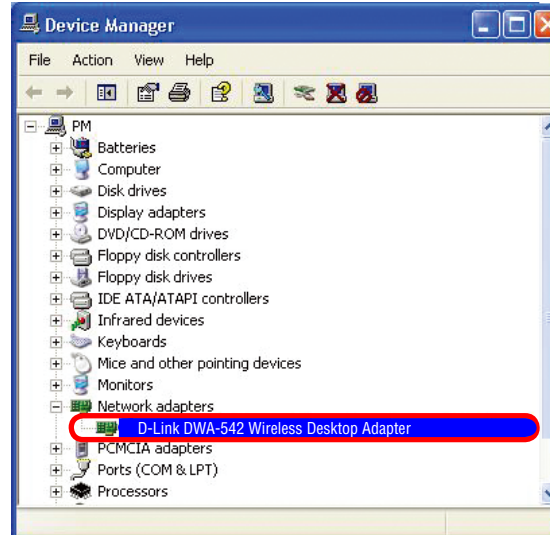 Device Manager
File Action View Help
PM
Batteries
Computer
Disk drives
Display adapters
DVD/CD-ROM drives
Floppy disk controllers
Floppy disk drives
IDE ATA/ATAPI controllers
Infrared devices
Keyboards
Mice and other pointing devices
Monitors
Network adapters
D-Link DWA-542 Wireless Desktop Adapter
PCMCIA adapters
Ports (COM & LPT)
Processors